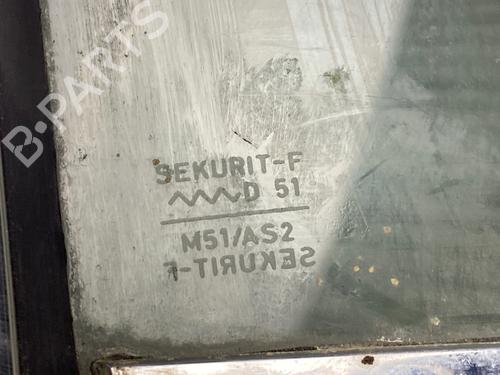 B-PARTS
SEKURIT-F
D 51
M51/AS2
SEKURIT-F